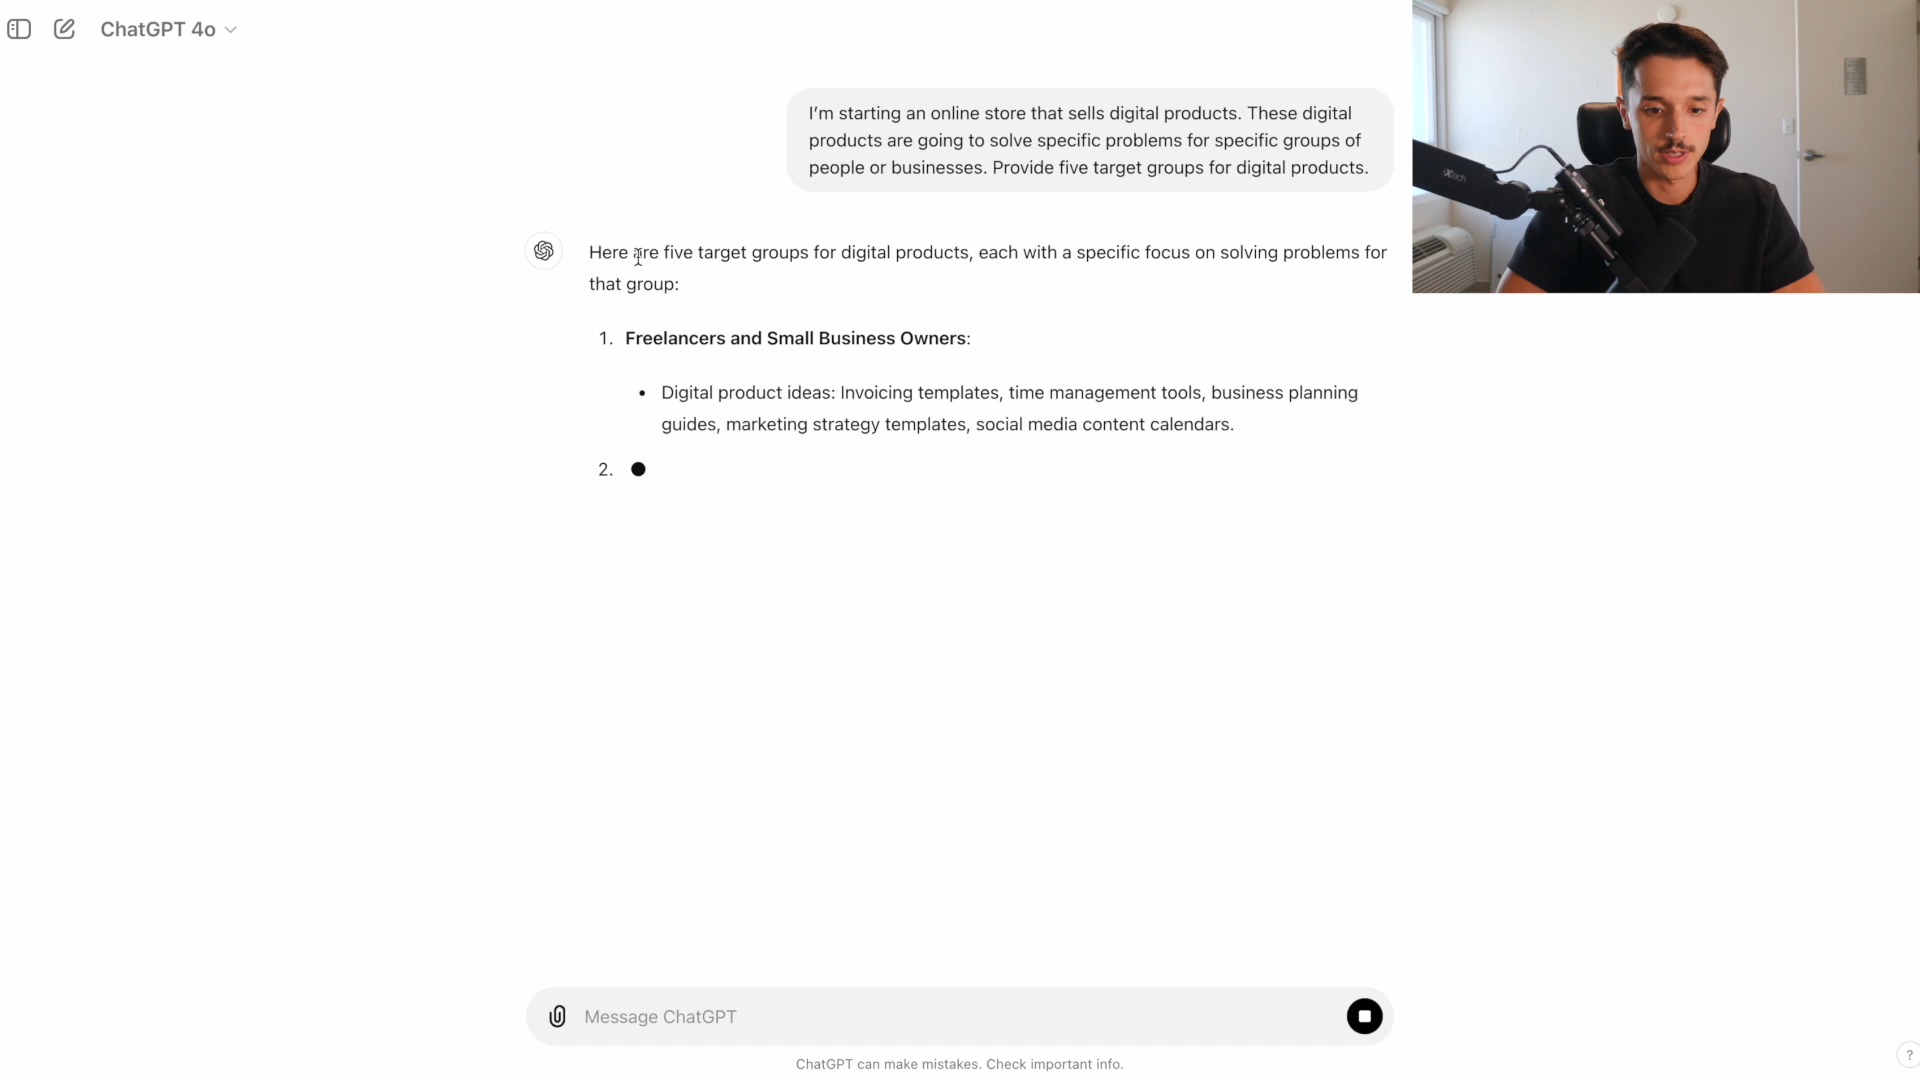 ChatGPT 4o
I’m starting an online store that sells digital products. These digital
products are going to solve specific problems for specific groups of
people or businesses. Provide five target groups for digital products.
Here are five target groups for digital products, each with a specific focus on solving problems for
that group:
1. Freelancers and Small Business Owners:
• Digital product ideas: Invoicing templates, time management tools, business planning
guides, marketing strategy templates, social media content calendars.
2.
Message ChatGPT
ChatGPT can make mistakes. Check important info.
?